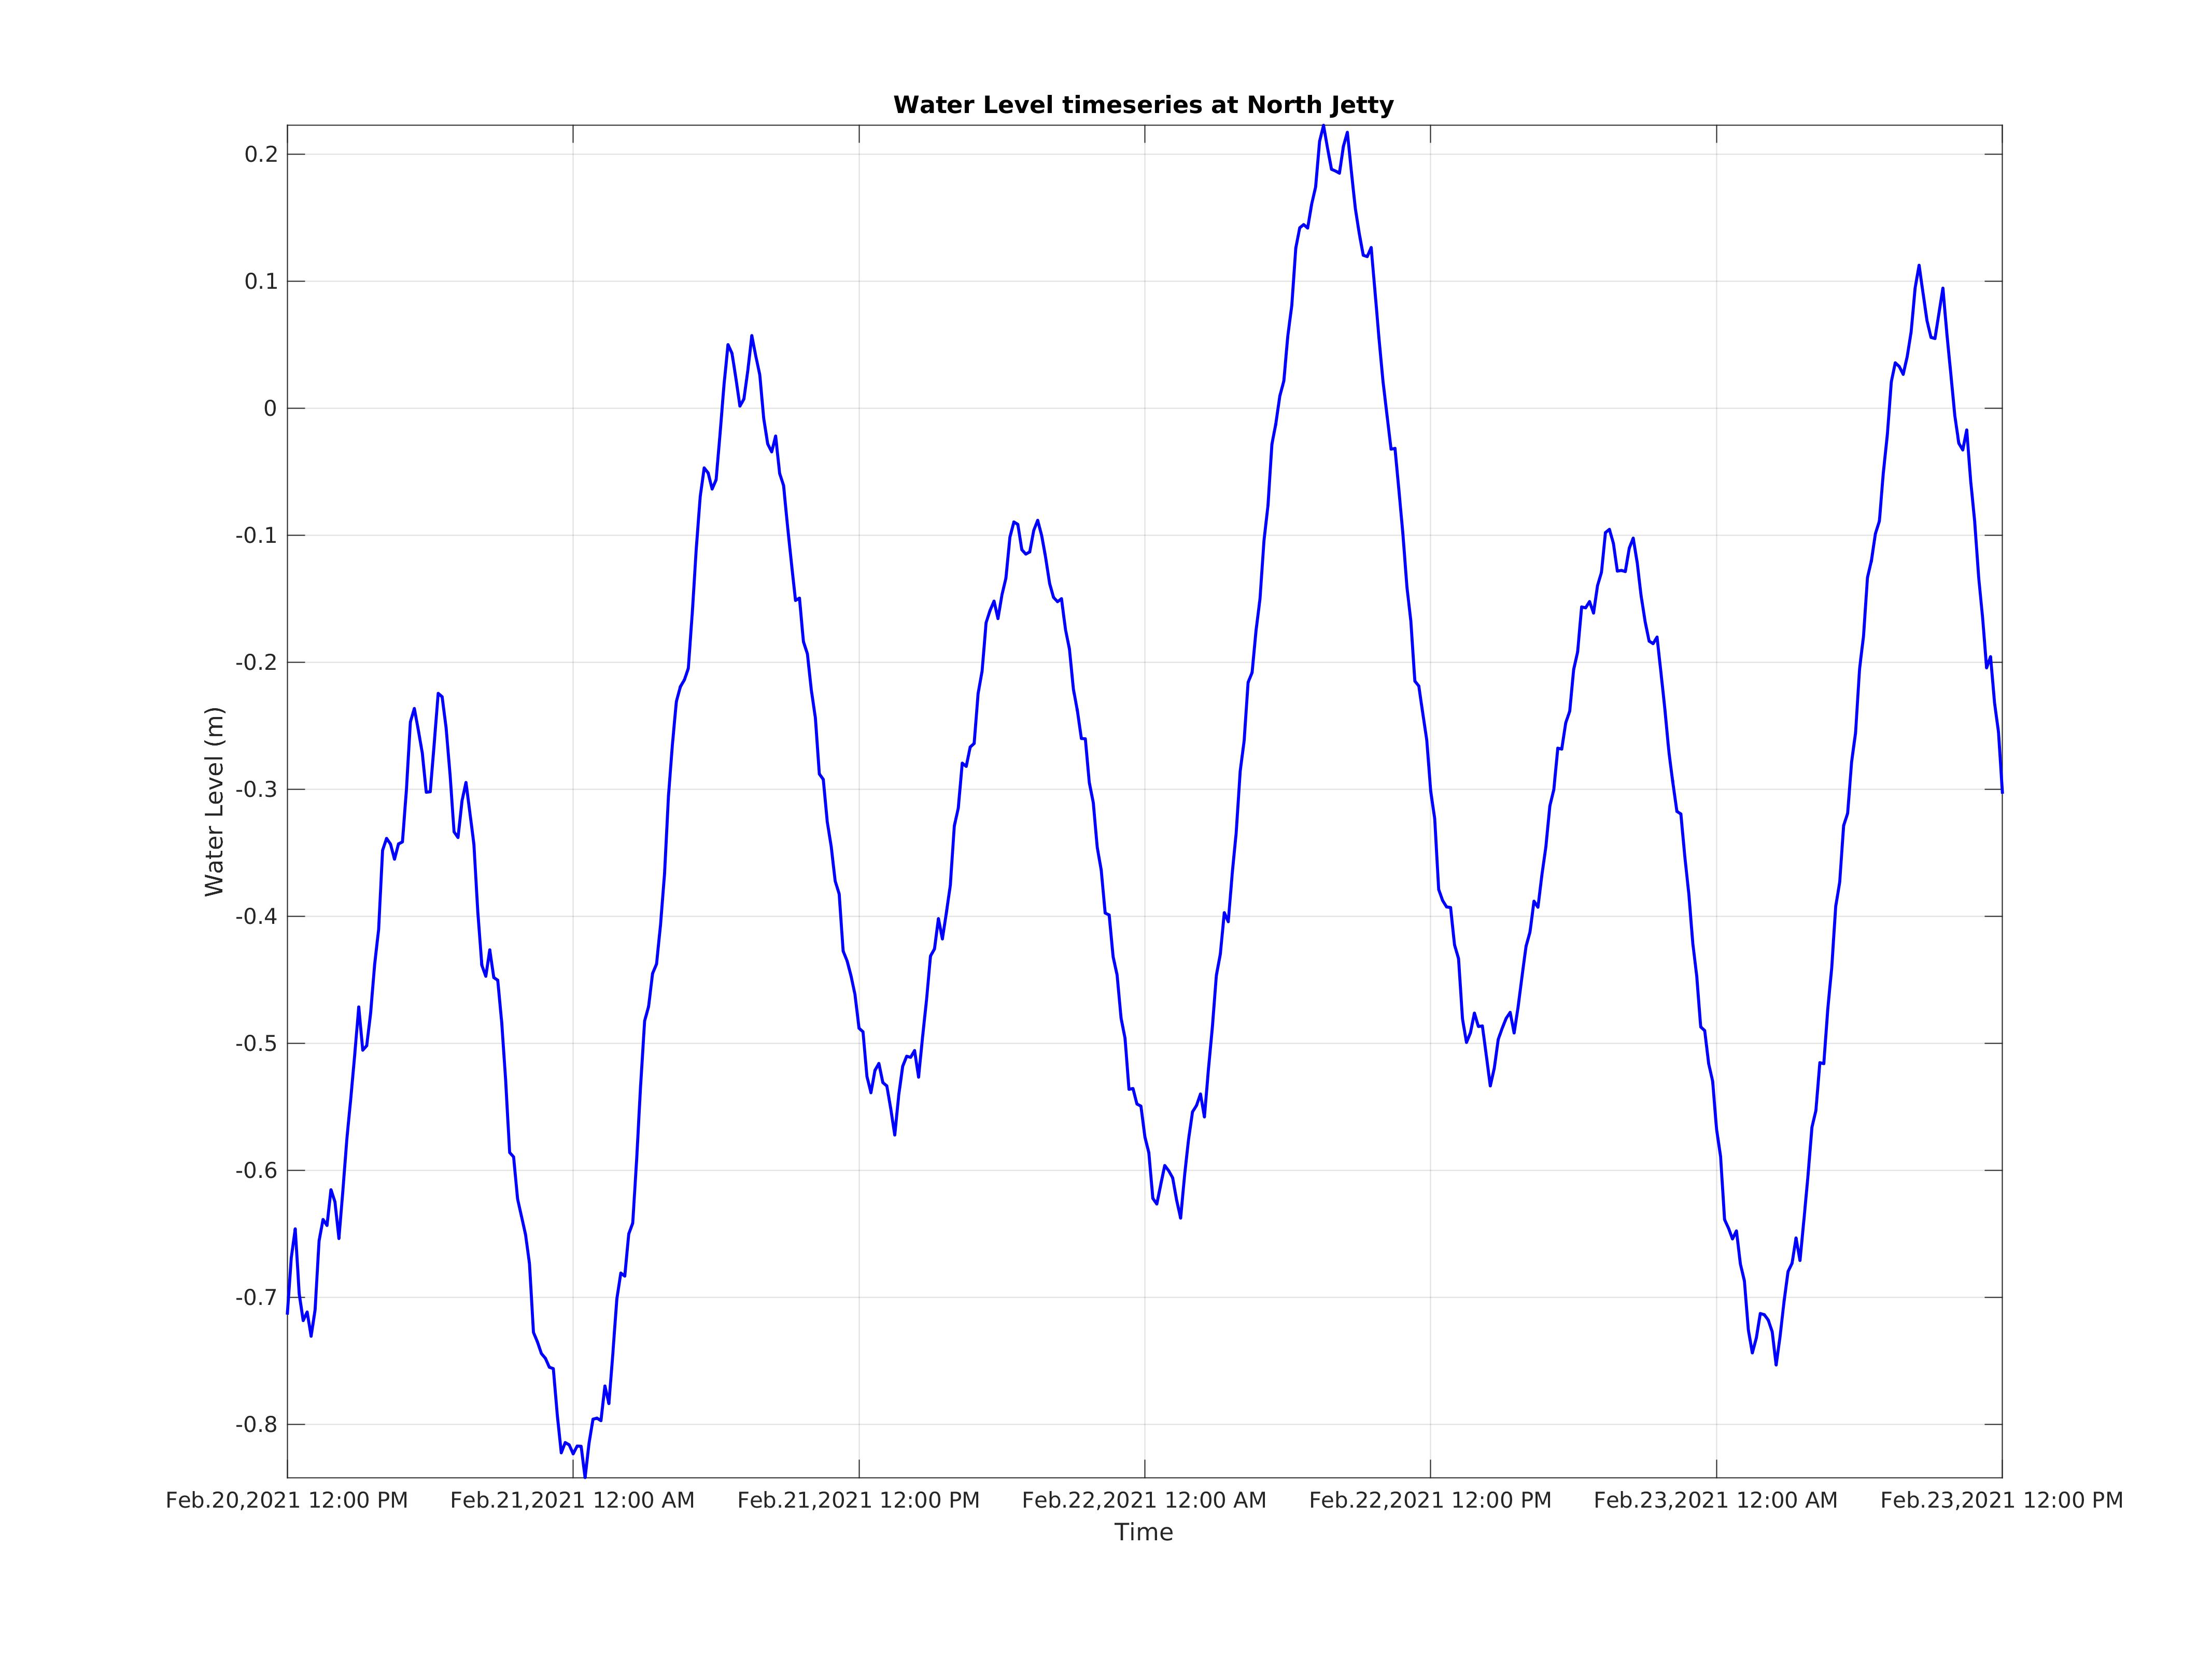 Water Level timeseries at North Jetty
0.2
0.1
0
-0.1
-0.2
-0.3
-0.4
-0.5
-0.6
-0.7
-0.8
Water Level (m)
Feb.20,2021 12:00 PM Feb.21,2021 12:00 AM Feb.21,2021 12:00 PM Feb.22,2021 12:00 AM Feb.22,2021 12:00 PM Feb.23,2021 12:00 AM Feb.23,2021 12:00 PM
Time